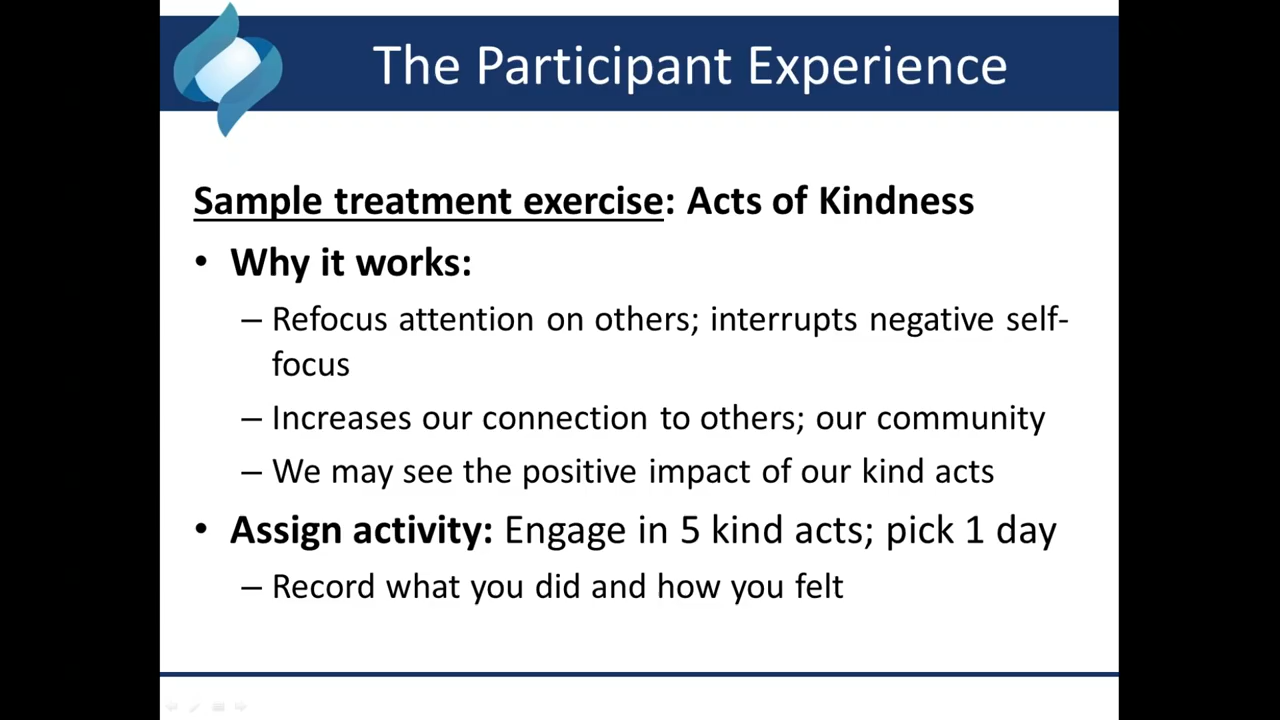 The Participant Experience
Sample treatment exercise: Acts of Kindness
• Why it works:
– Refocus attention on others; interrupts negative self-
focus
– Increases our connection to others; our community
– We may see the positive impact of our kind acts
• Assign activity: Engage in 5 kind acts; pick 1 day
– Record what you did and how you felt